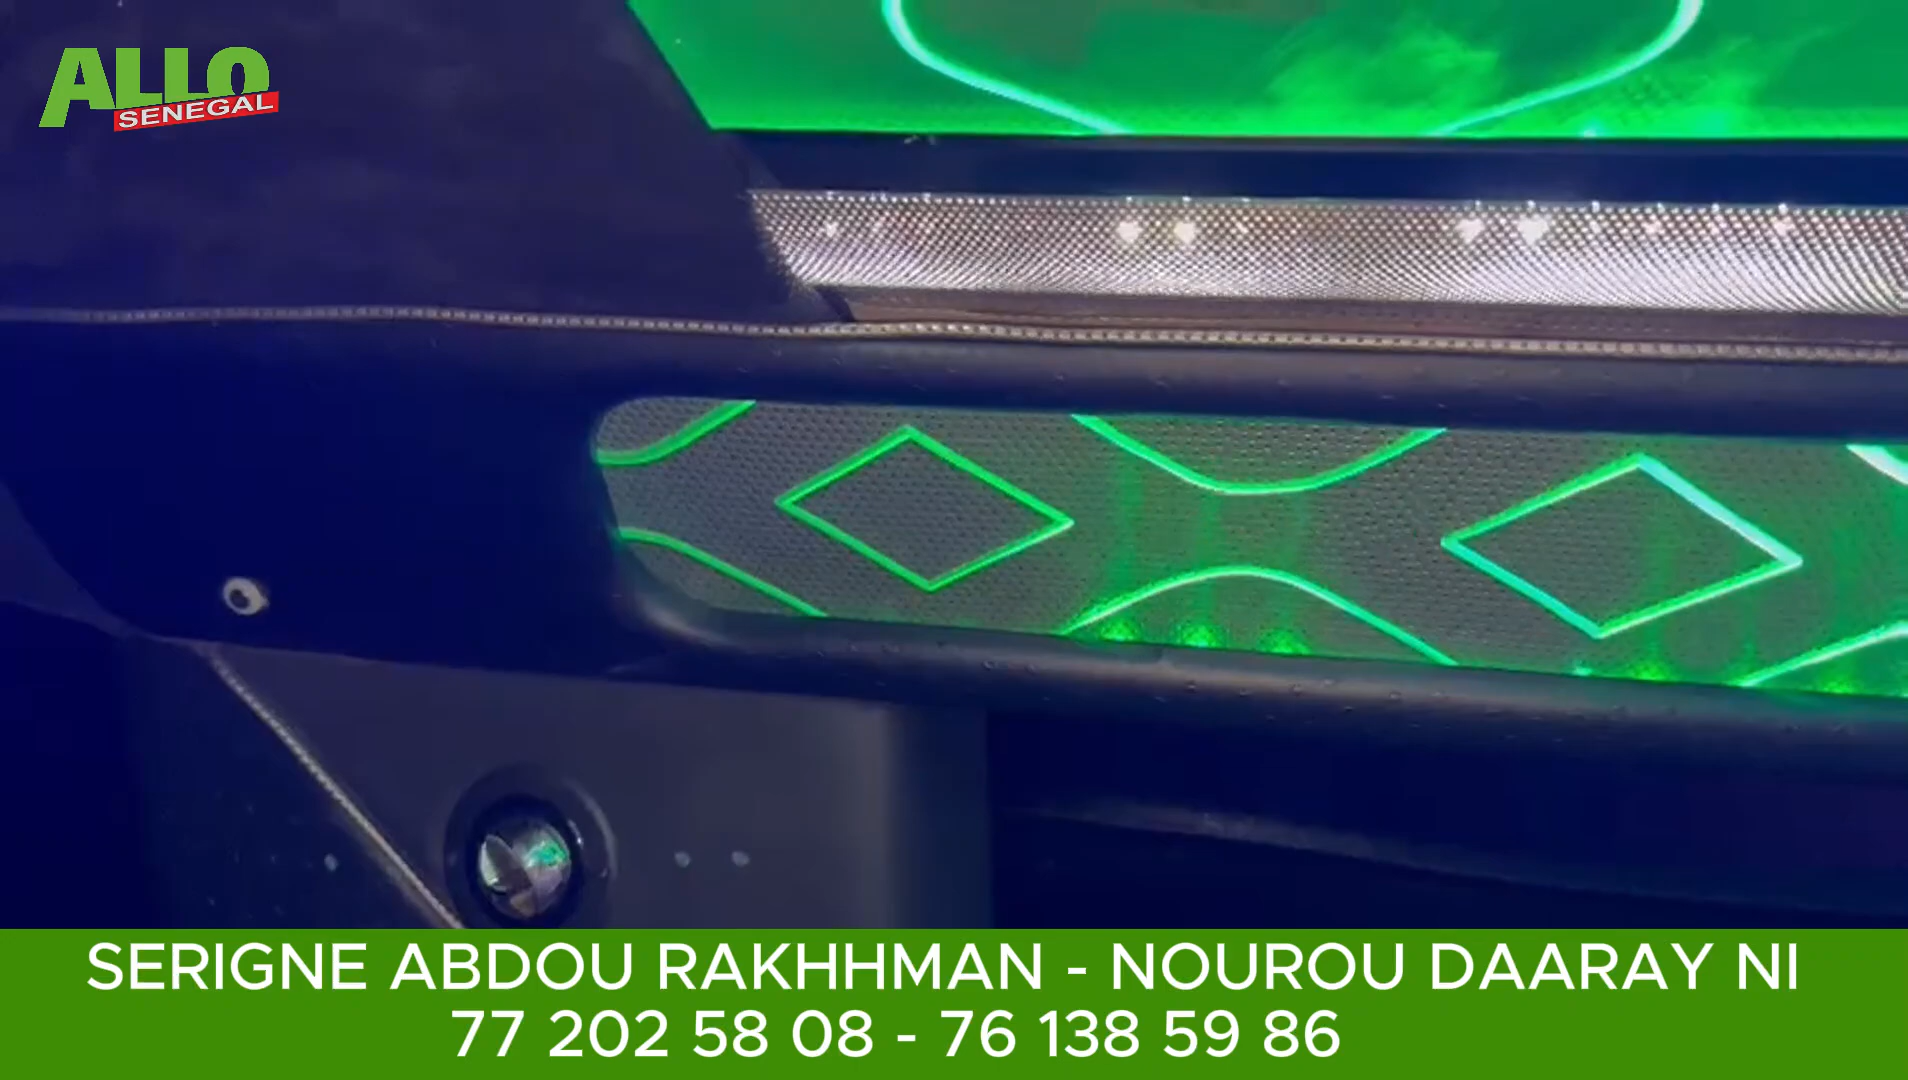 ALLO
SENEGAL
SERIGNE ABDOU RAKHHMAN - NOUROU DAARAY NI
77 202 58 08 - 76 138 59 86